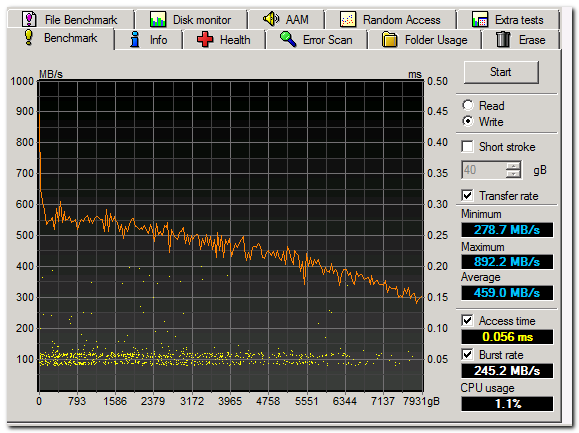 File Benchmark
Disk monitor
AAM
Random Access
Extra tests
Benchmark
Info
Health
Error Scan
Folder Usage
Erase
MB/s
ms
1000
900
800
700
600
500
400
300
200
100
0.50
0.45
0.40
0.35
0.30
0.25
0.20
0.15
0.10
0.05
0
793
1586
2379
3172
3965
4758
5551
6344
7137
7931gB
Start
Read
Write
Short stroke
40
gB
Transfer rate
Minimum
278.7 MB/s
Maximum
892.2 MB/s
Average
459.0 MB/s
Access time
0.056 ms
Burst rate
245.2 MB/s
CPU usage
1.1%